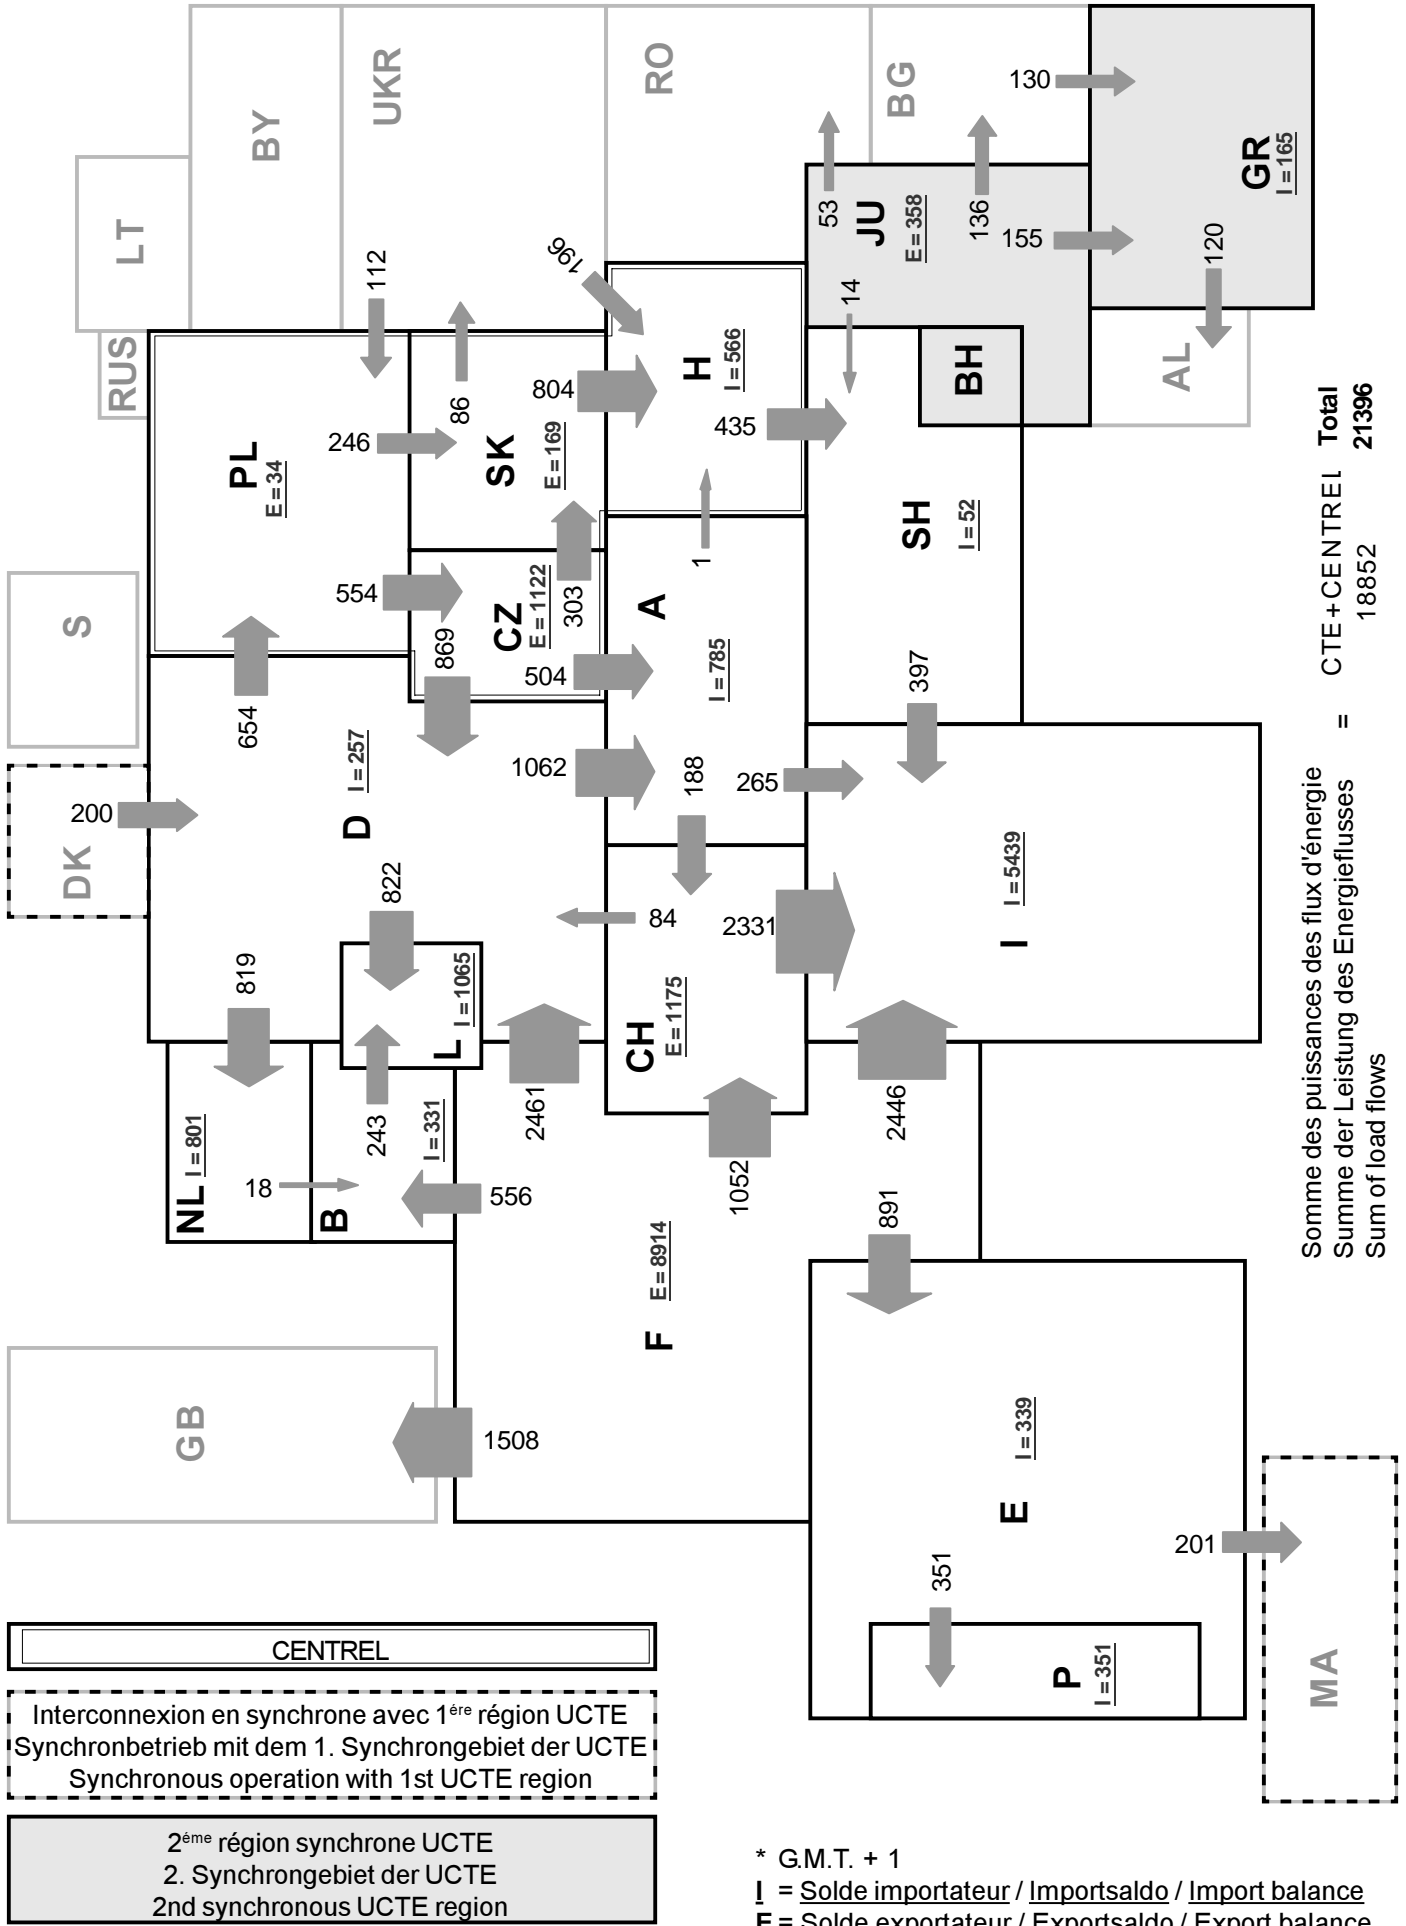 LT
BY
UKR
RO
BG
130
RUS
112
196
53
JU
E = 358
136
155
GR
I = 165
120
14
PL
E = 34
246
86
SK
E = 169
804
H
I = 566
435
BH
AL
S
654
554
869
CZ
E = 1122
303
504
A
I = 785
1
SH
I = 52
397
DK
200
D
I = 257
1062
188
265
822
819
84
2331
I
I = 5439
L
I = 1065
243
2461
CH
E = 1175
1052
2446
NL
I = 801
18
B
I = 331
556
F
E = 8914
891
GB
1508
E
I = 339
351
P
I = 351
201
MA
Somme des puissances des flux d'énergie
Summe der Leistung des Energieflusses
Sum of load flows
=
CTE + CENTREL
18852
Total
21396
CENTREL
Interconnexion en synchrone avec 1ére région UCTE
Synchronbetrieb mit dem 1. Synchrongebiet der UCTE
Synchronous operation with 1st UCTE region
2éme région synchrone UCTE
2. Synchrongebiet der UCTE
2nd synchronous UCTE region
* G.M.T. + 1
I = Solde importateur / Importsaldo / Import balance
E = Solde exportateur / Exportsaldo / Export balance